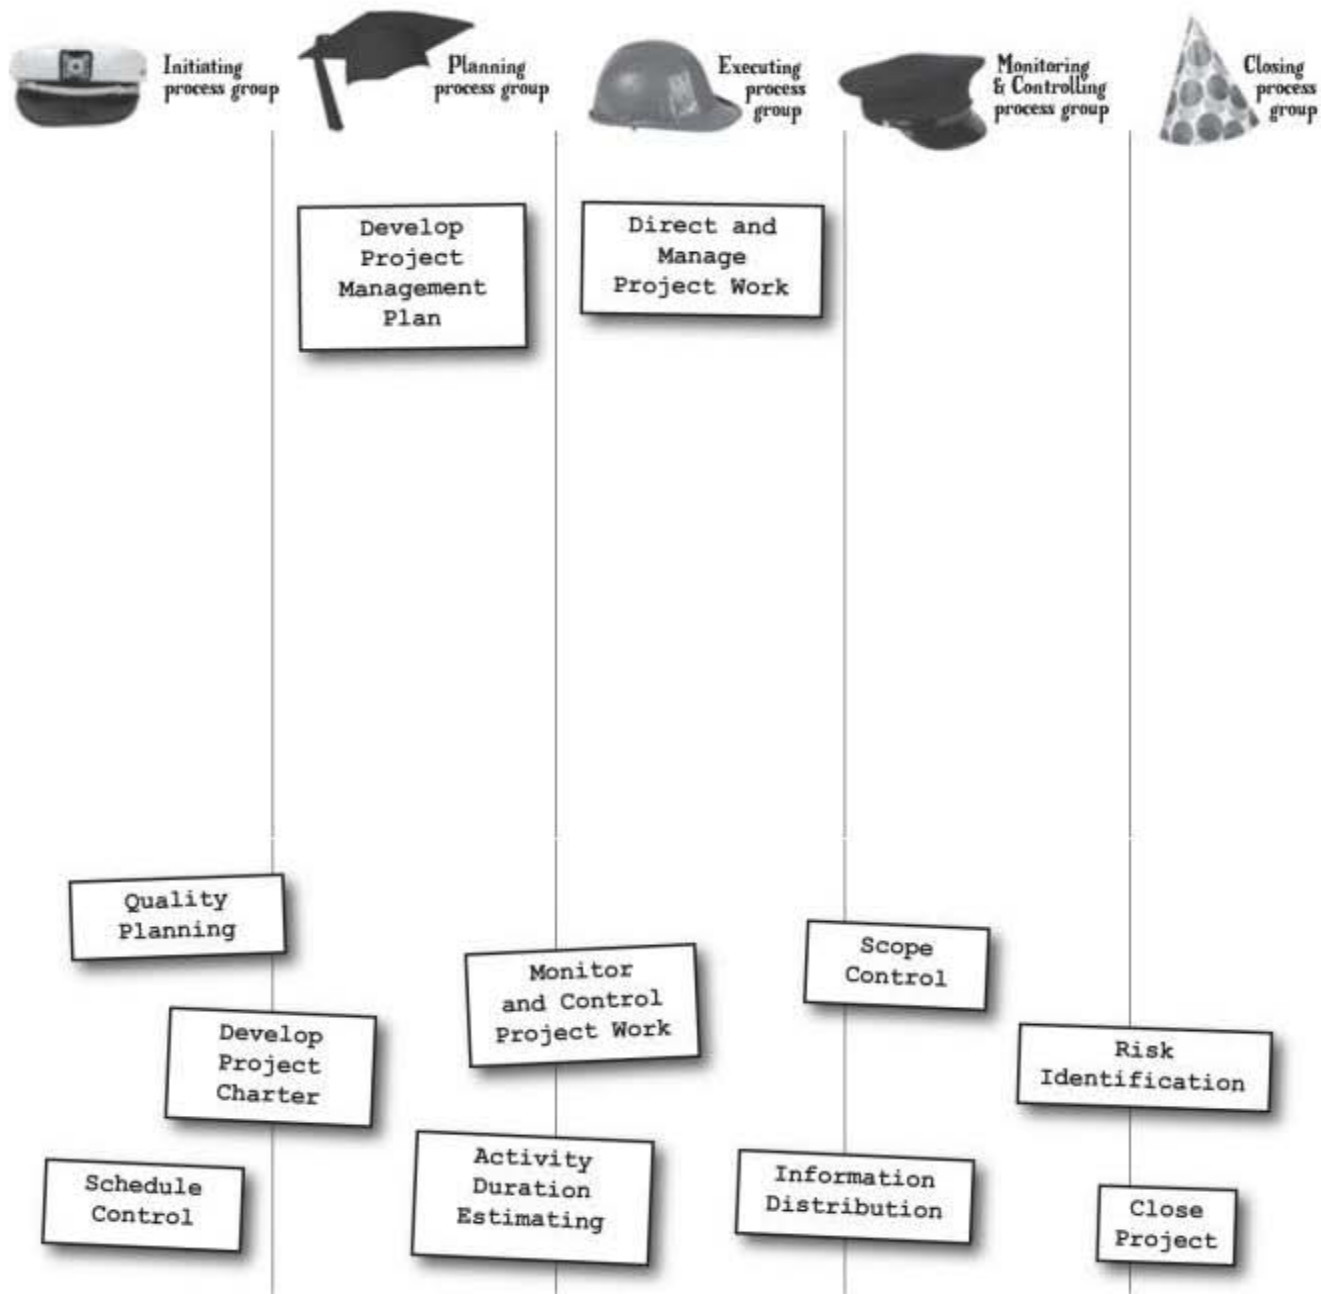 Initiating
process group
Planning
process group
Executing
process
group
Monitoring
& Controlling
process group
Closing
process
group
Develop
Project
Management
Plan
Direct and
Manage
Project Work
Quality
Planning
Scope
Control
Monitor
and Control
Project Work
Develop
Project
Charter
Risk
Identification
Schedule
Control
Activity
Duration
Estimating
Information
Distribution
Close
Project